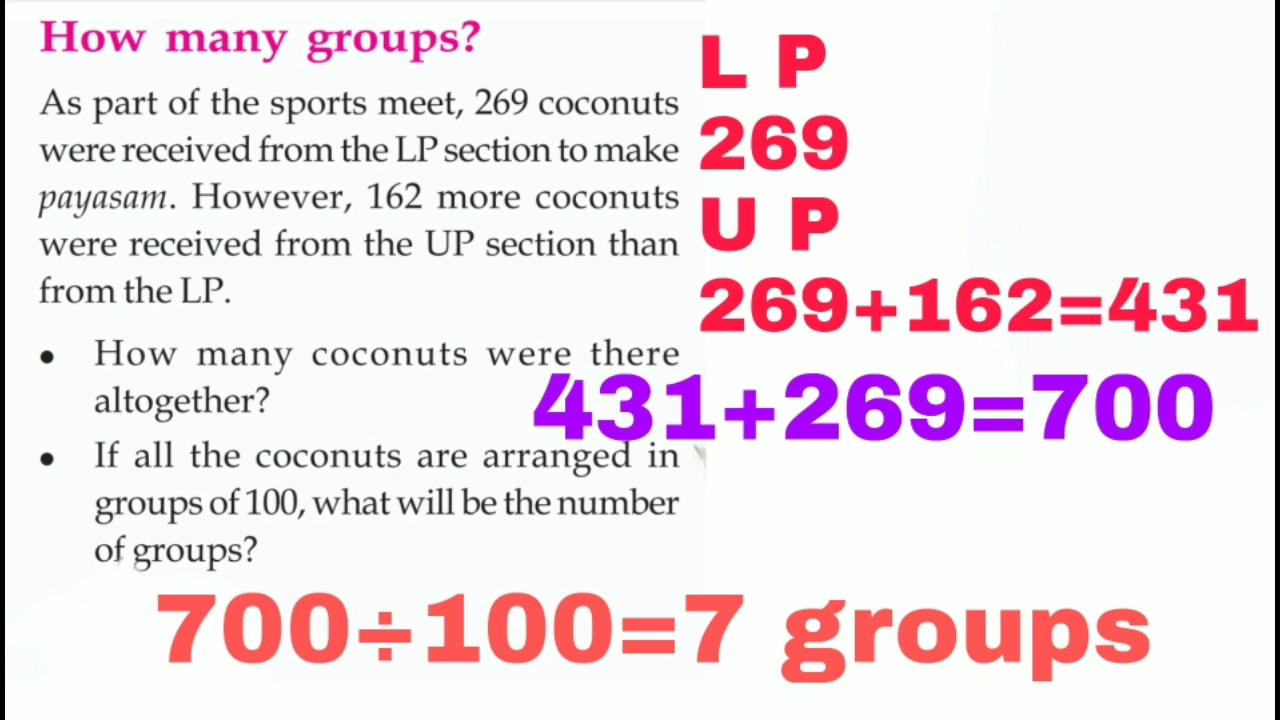 How many groups?
As part of the sports meet, 269 coconuts
were received from the LP section to make
payasam. However, 162 more coconuts
were received from the UP section than
from the LP.
• How many coconuts were there
altogether?
• If all the coconuts are arranged in
groups of 100, what will be the number
of groups?
L P
269
U P
269+162=431
431+269=700
700÷100=7 groups